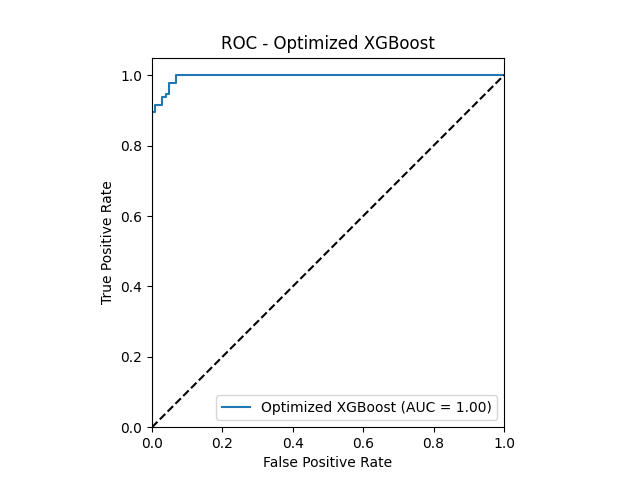 ROC - Optimized XGBoost
True Positive Rate
1.0
0.8
0.6
0.4
0.2
0.0
Optimized XGBoost (AUC = 1.00)
0.0 0.2 0.4 0.6 0.8 1.0
False Positive Rate